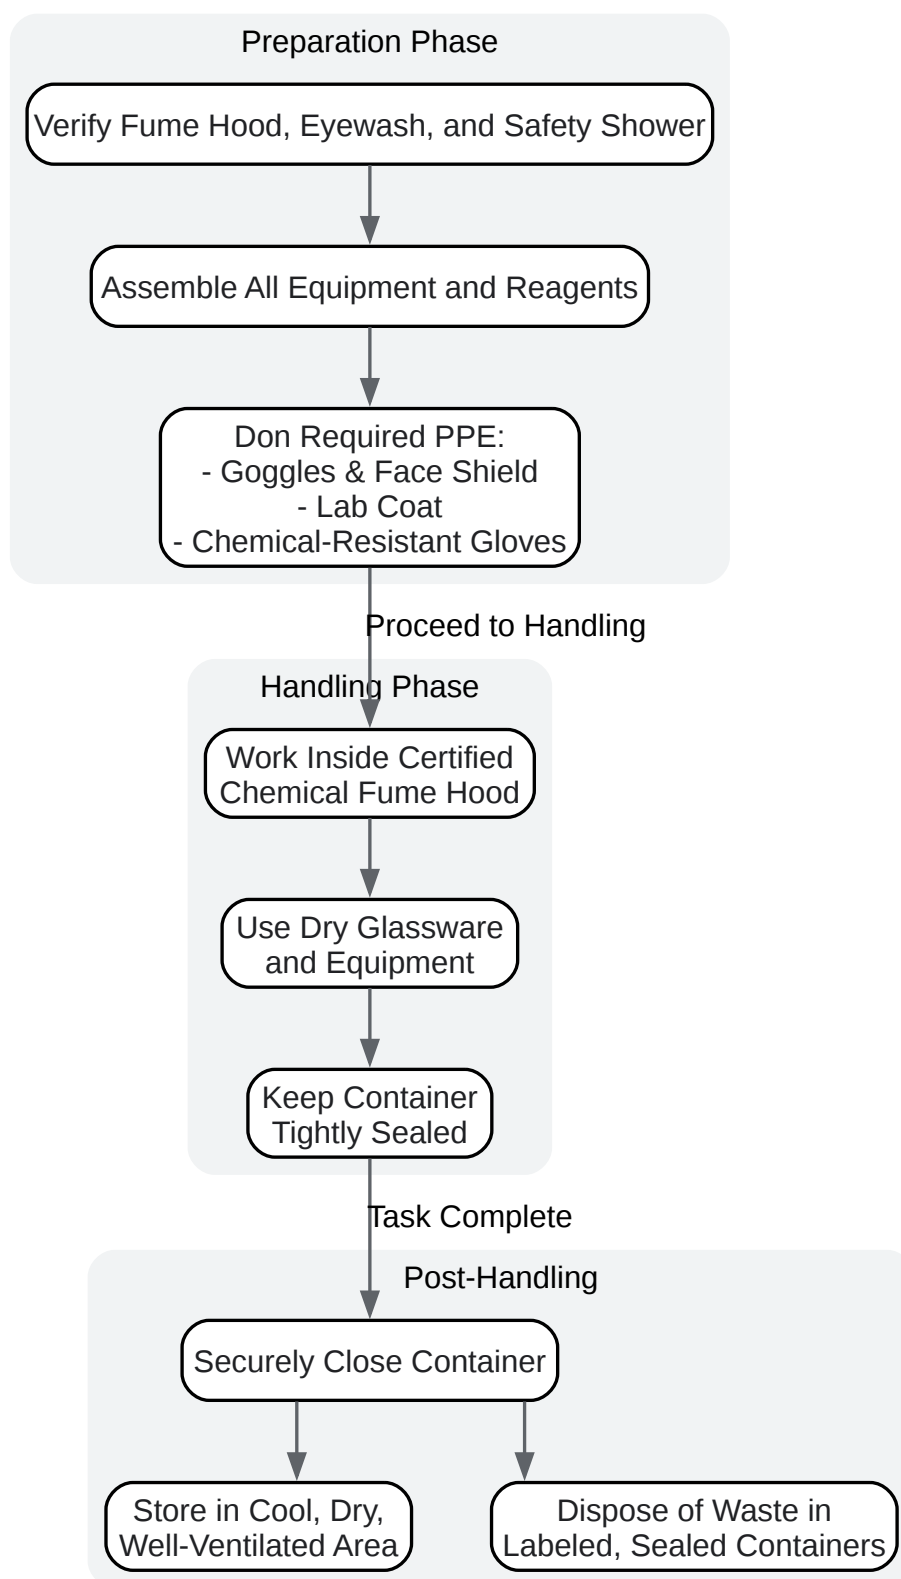 Preparation Phase
Verify Fume Hood, Eyewash, and Safety Shower
Assemble All Equipment and Reagents
Don Required PPE:
- Goggles & Face Shield
- Lab Coat
- Chemical-Resistant Gloves
Proceed to Handling
Handling Phase
Work Inside Certified
Chemical Fume Hood
Use Dry Glassware
and Equipment
Keep Container
Tightly Sealed
Task Complete
Post-Handling
Securely Close Container
Store in Cool, Dry,
Well-Ventilated Area
Dispose of Waste in
Labeled, Sealed Containers